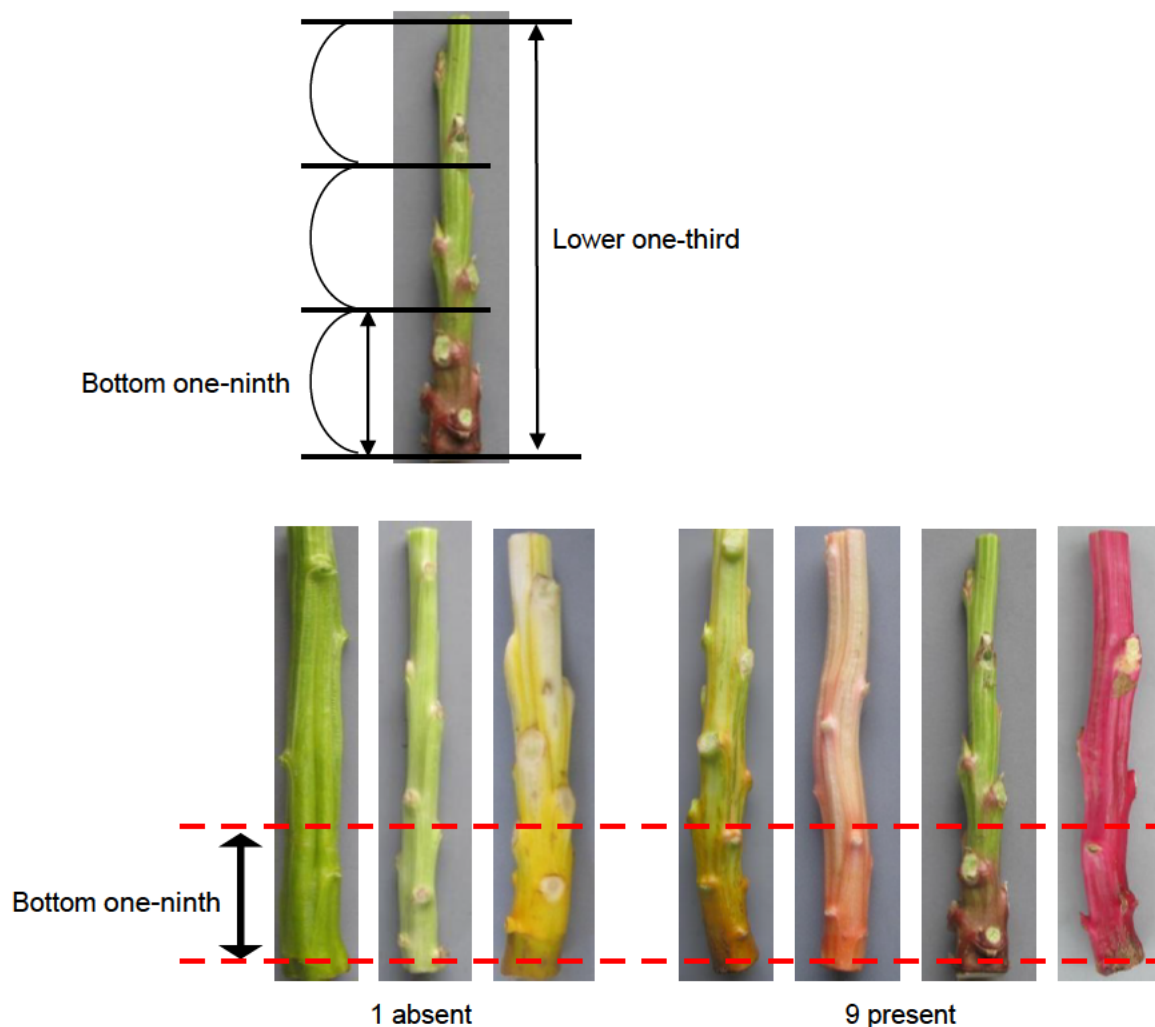 Lower one-third
Bottom one-ninth
Bottom one-ninth
1 absent
9 present